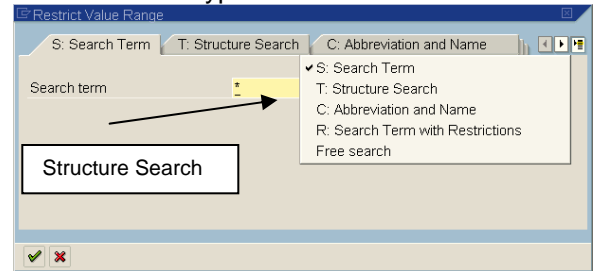 Restrict Value Range
S: Search Term
T: Structure Search
C: Abbreviation and Name
Search term
*
S: Search Term
T: Structure Search
C: Abbreviation and Name
R: Search Term with Restrictions
Free search
Structure Search